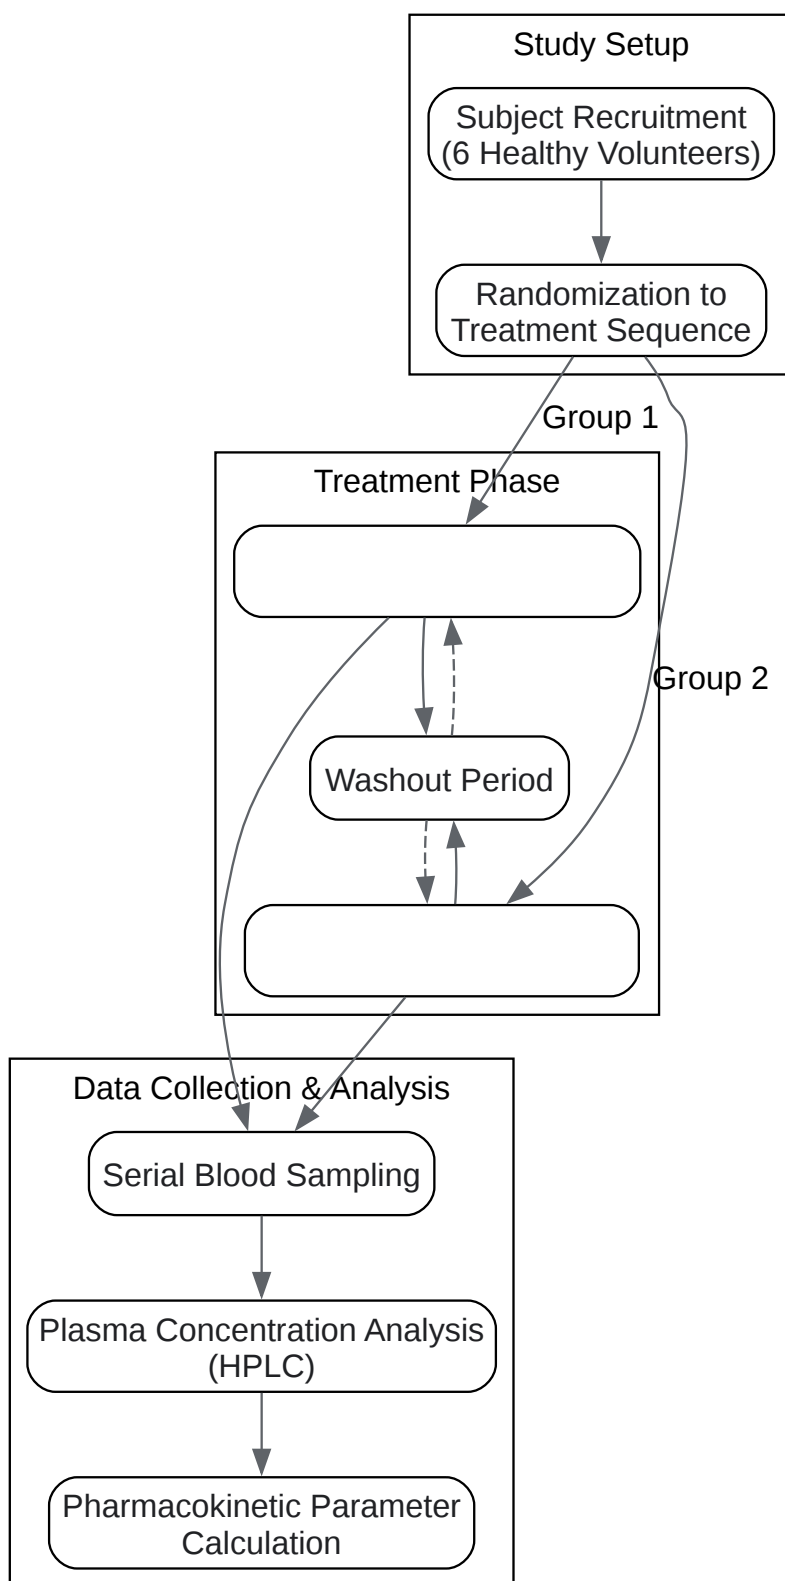 Study Setup
Subject Recruitment
(6 Healthy Volunteers)
Randomization to
Treatment Sequence
Group 1
Treatment Phase
Group 2
Washout Period
Data Collection & Analysis
Serial Blood Sampling
Plasma Concentration Analysis
(HPLC)
Pharmacokinetic Parameter
Calculation